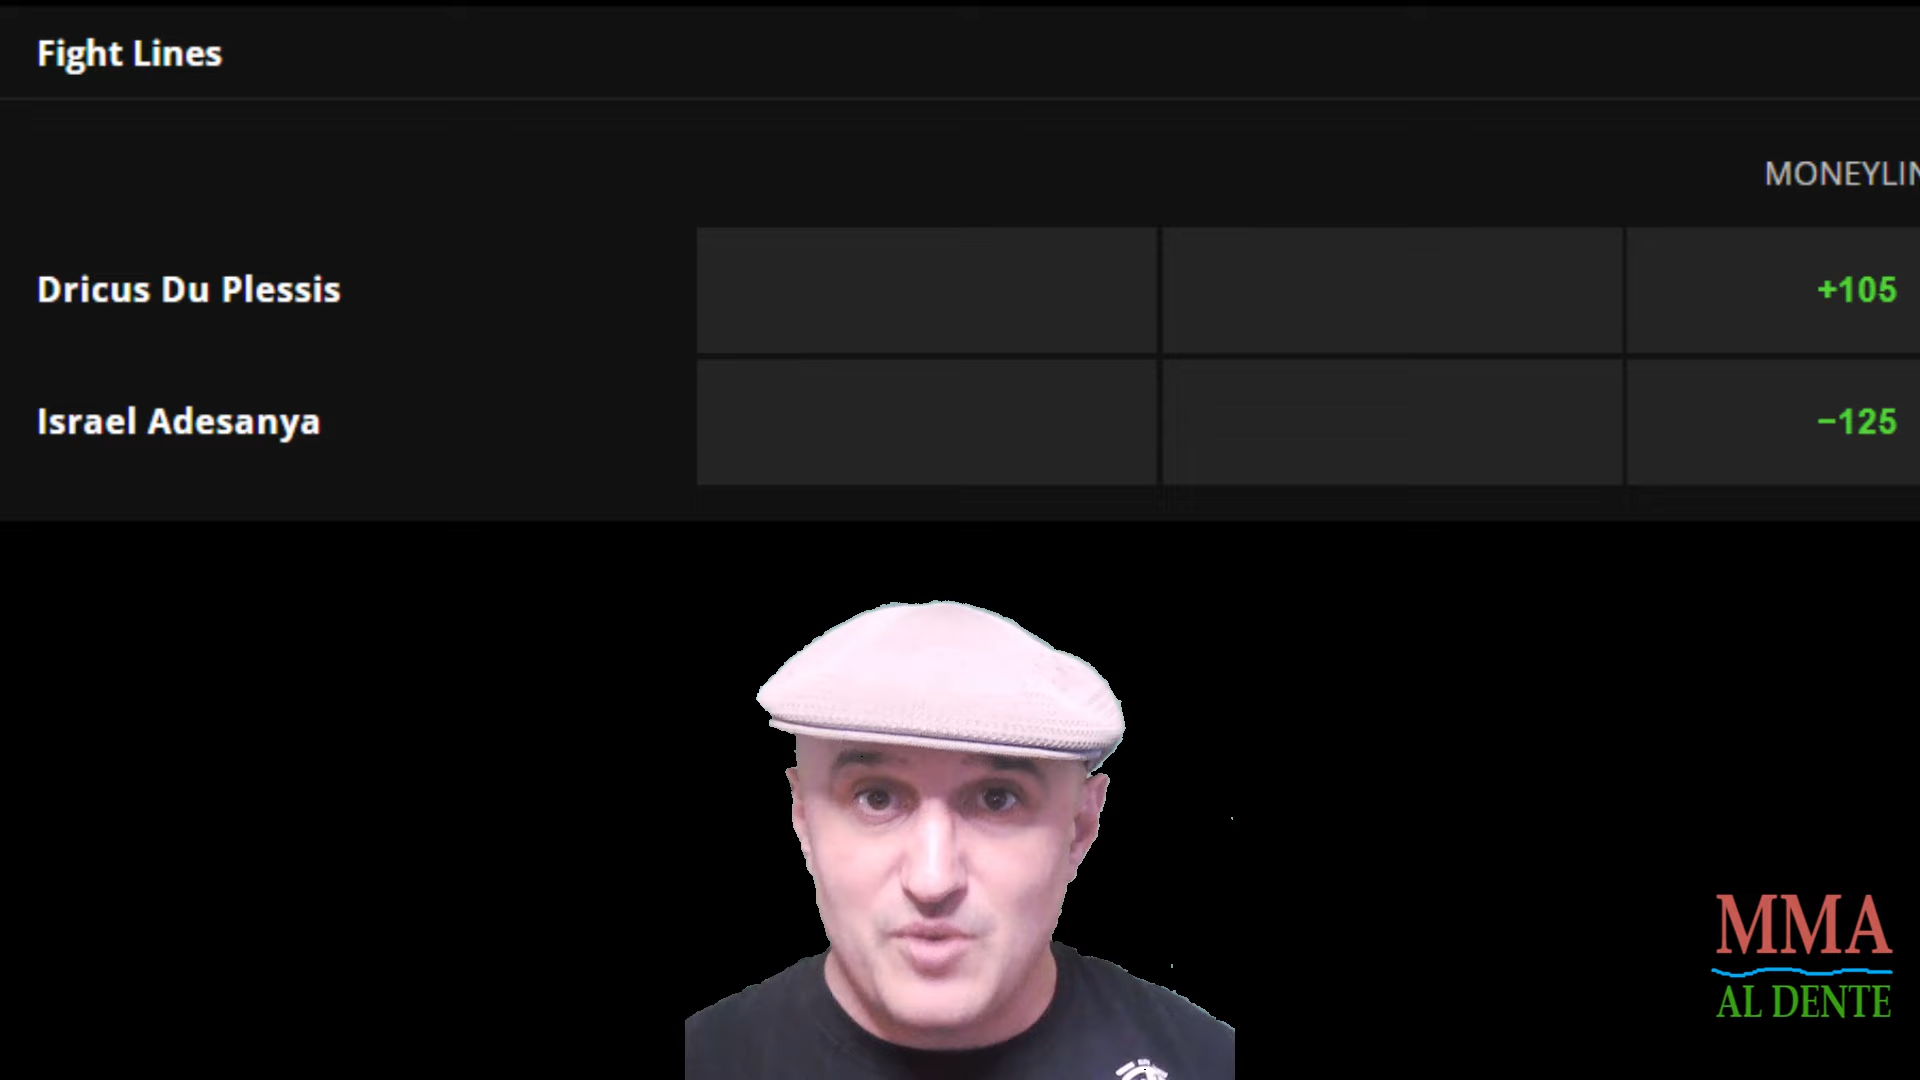 Fight Lines
MONEYLIN
Dricus Du Plessis
+105
Israel Adesanya
−125
MMA
AL DENTE